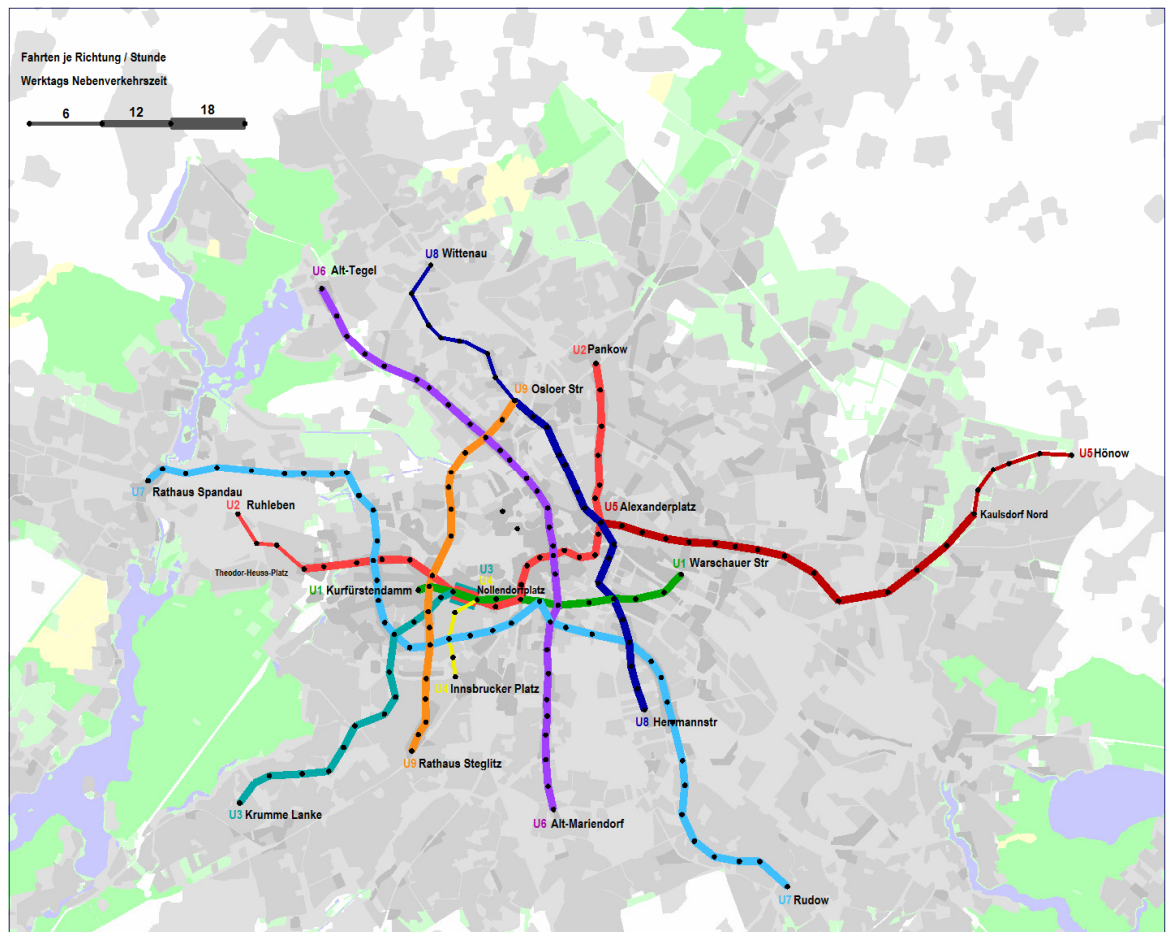 Fahrten je Richtung / Stunde
Werktags Nebenverkehrszeit
6 12 18
U8 Wittenau
U6 Alt-Tegel
U2 Pankow
U9 Osloer Str
U5 Hönow
U7 Rathaus Spandau
U2 Ruhleben
U5 Alexanderplatz
Kaulsdorf Nord
Theodor-Heuss-Platz
U3
U4
Nollendorfplatz
U1 Warschauer Str
U1 Kurfürstendamm
U4 Innsbrucker Platz
U8 Hermannstr
U9 Rathaus Steglitz
U3 Krumme Lanke
U6 Alt-Mariendorf
U7 Rudow